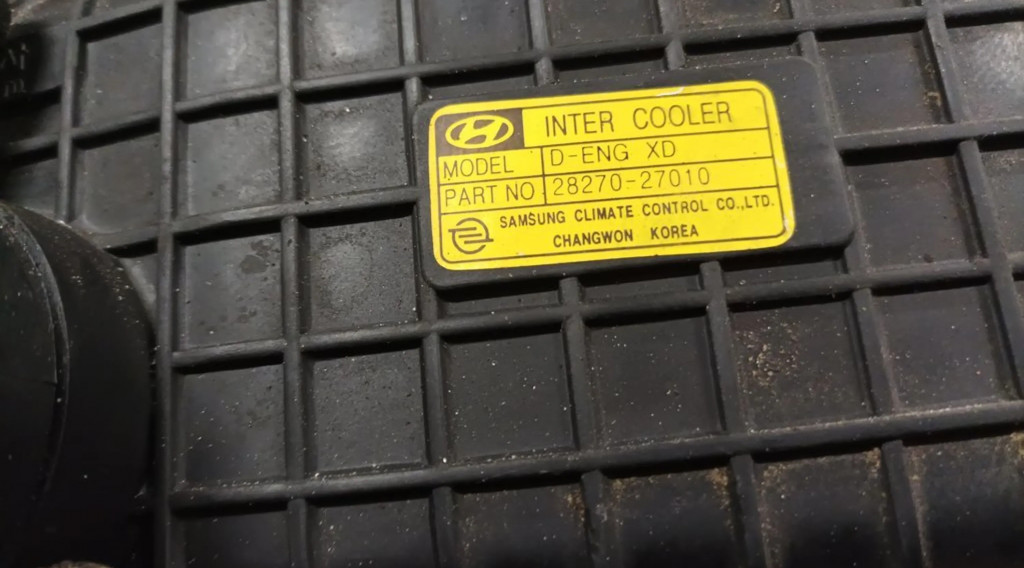 INTER COOLER
MODEL D-ENG XD
PART NO. 28270-27010
SAMSUNG CLIMATE CONTROL CO.,LTD.
CHANGWON KOREA